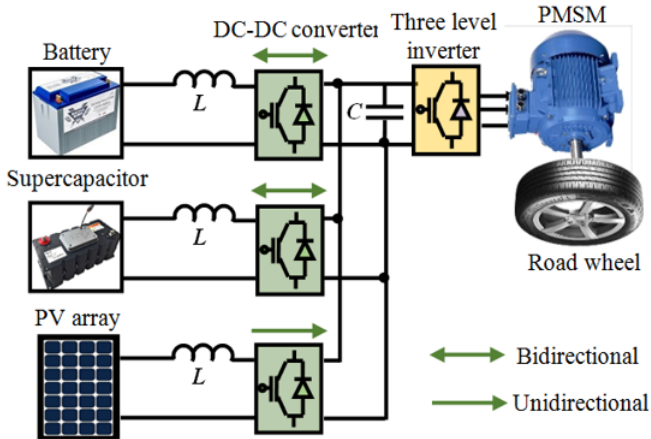 Battery
DC-DC converter
Three level
inverter
PMSM
L
C
Supercapacitor
L
Road wheel
PV array
L
Bidirectional
Unidirectional